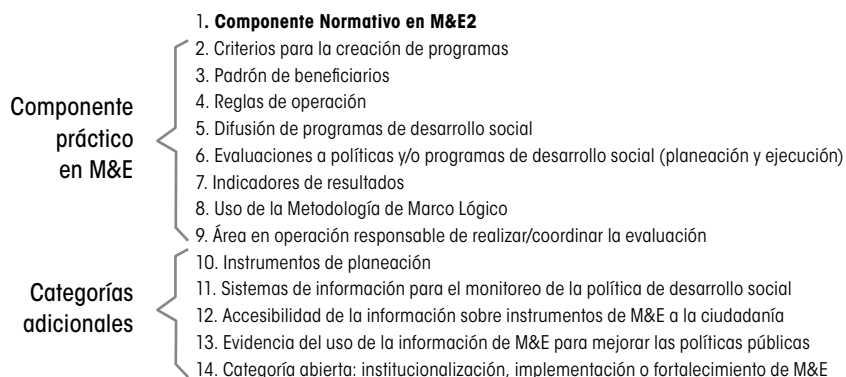 1. Componente Normativo en M&E2
Componente
práctico
en M&E
2. Criterios para la creación de programas
3. Padrón de beneficiarios
4. Reglas de operación
5. Difusión de programas de desarrollo social
6. Evaluaciones a políticas y/o programas de desarrollo social (planeación y ejecución)
7. Indicadores de resultados
8. Uso de la Metodología de Marco Lógico
9. Área en operación responsable de realizar/coordinar la evaluación
Categorías
adicionales
10. Instrumentos de planeación
11. Sistemas de información para el monitoreo de la política de desarrollo social
12. Accesibilidad de la información sobre instrumentos de M&E a la ciudadanía
13. Evidencia del uso de la información de M&E para mejorar las políticas públicas
14. Categoría abierta: institucionalización, implementación o fortalecimiento de M&E